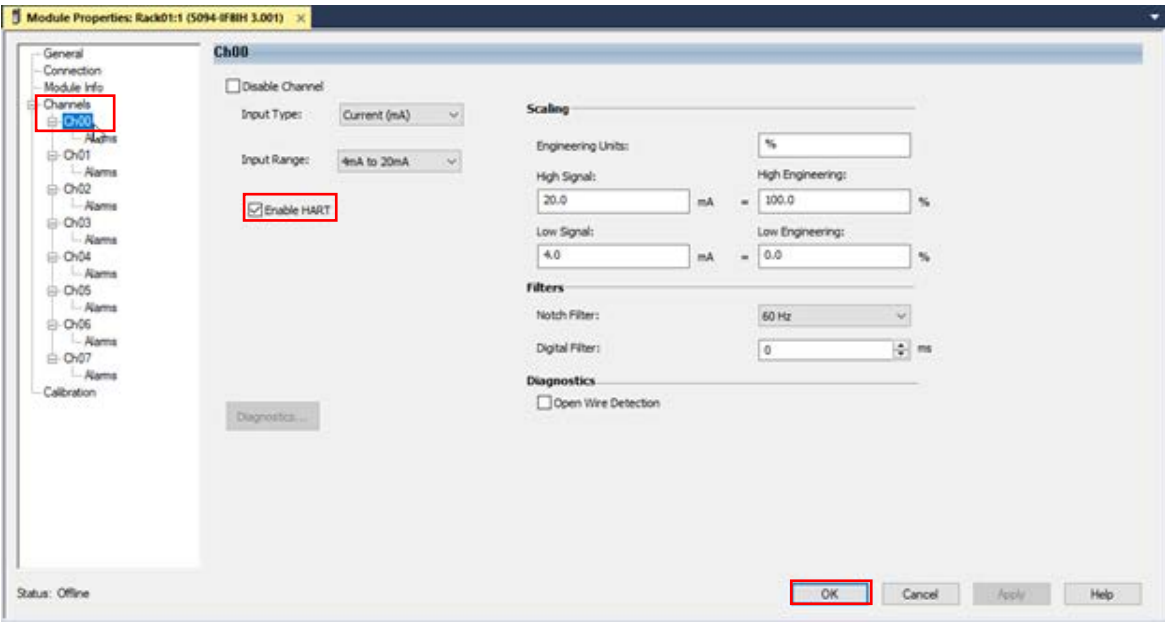 Module Properties: Rack01:1 (5094-IF8IH 3.001)
General
Connection
Module Info
Channels
Ch00
Alarms
Ch01
Alarms
Ch02
Alarms
Ch03
Alarms
Ch04
Alarms
Ch05
Alarms
Ch06
Alarms
Ch07
Alarms
Calibration
Ch00
Disable Channel
Input Type: Current (mA)
Input Range: 4mA to 20mA
Enable HART
Diagnostics...
Scaling
Engineering Units: %
High Signal: High Engineering:
20.0 mA = 100.0 %
Low Signal: Low Engineering:
4.0 mA = 0.0 %
Filters
Notch Filter: 60 Hz
Digital Filter: 0 ms
Diagnostics
Open Wire Detection
Status: Offline
OK Cancel Apply Help